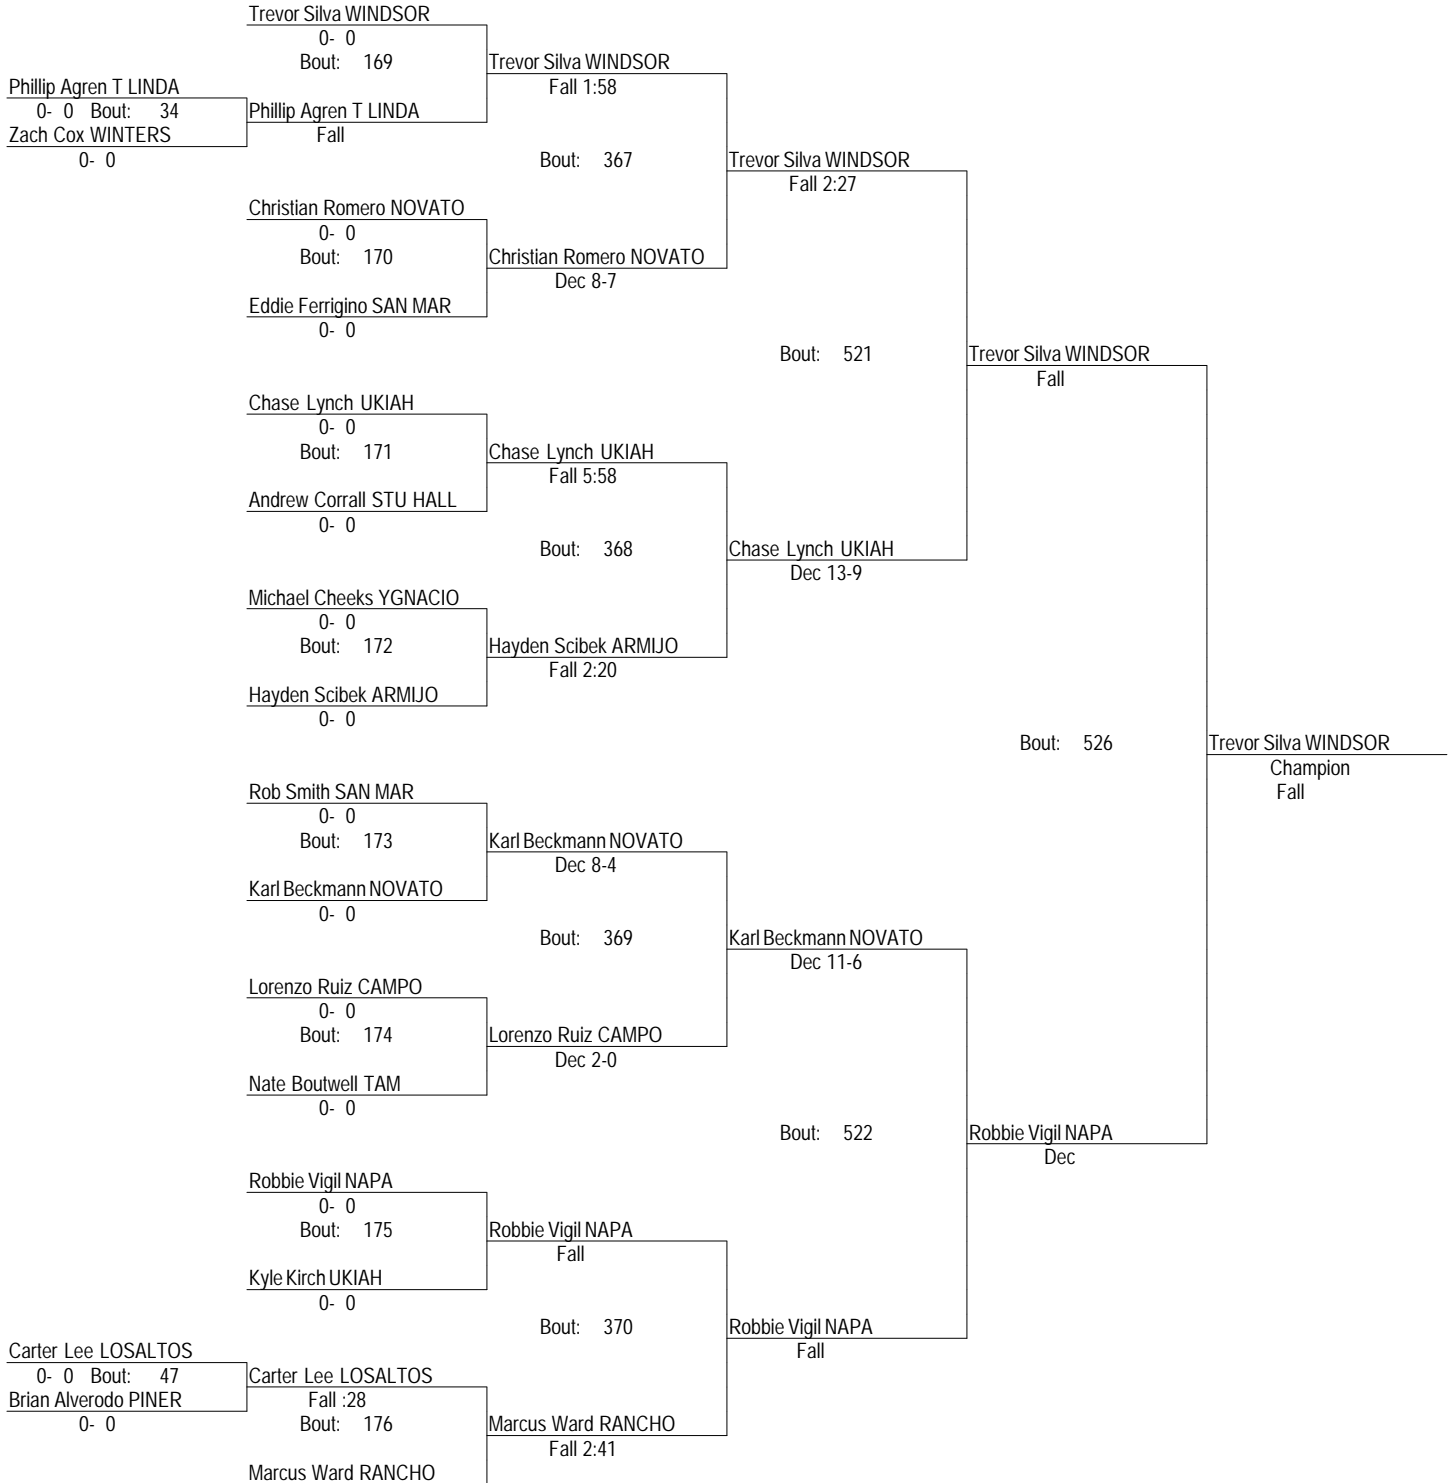 Trevor Silva WINDSOR
0- 0
Bout: 169
Trevor Silva WINDSOR
Fall 1:58
Phillip Agren T LINDA
0- 0 Bout: 34
Phillip Agren T LINDA
Fall
Zach Cox WINTERS
0- 0
Bout: 367
Trevor Silva WINDSOR
Fall 2:27
Christian Romero NOVATO
0- 0
Bout: 170
Christian Romero NOVATO
Dec 8-7
Eddie Ferrigino SAN MAR
0- 0
Bout: 521
Trevor Silva WINDSOR
Fall
Chase Lynch UKIAH
0- 0
Bout: 171
Chase Lynch UKIAH
Fall 5:58
Andrew Corrall STU HALL
0- 0
Bout: 368
Chase Lynch UKIAH
Dec 13-9
Michael Cheeks YGNACIO
0- 0
Bout: 172
Hayden Scibek ARMIJO
Fall 2:20
Hayden Scibek ARMIJO
0- 0
Bout: 526
Trevor Silva WINDSOR
Champion
Fall
Rob Smith SAN MAR
0- 0
Bout: 173
Karl Beckmann NOVATO
Dec 8-4
Karl Beckmann NOVATO
0- 0
Bout: 369
Karl Beckmann NOVATO
Dec 11-6
Lorenzo Ruiz CAMPO
0- 0
Bout: 174
Lorenzo Ruiz CAMPO
Dec 2-0
Nate Boutwell TAM
0- 0
Bout: 522
Robbie Vigil NAPA
Dec
Robbie Vigil NAPA
0- 0
Bout: 175
Robbie Vigil NAPA
Fall
Kyle Kirch UKIAH
0- 0
Bout: 370
Robbie Vigil NAPA
Fall
Carter Lee LOSALTOS
0- 0 Bout: 47
Carter Lee LOSALTOS
Fall :28
Brian Alverodo PINER
0- 0
Bout: 176
Marcus Ward RANCHO
Fall 2:41
Marcus Ward RANCHO